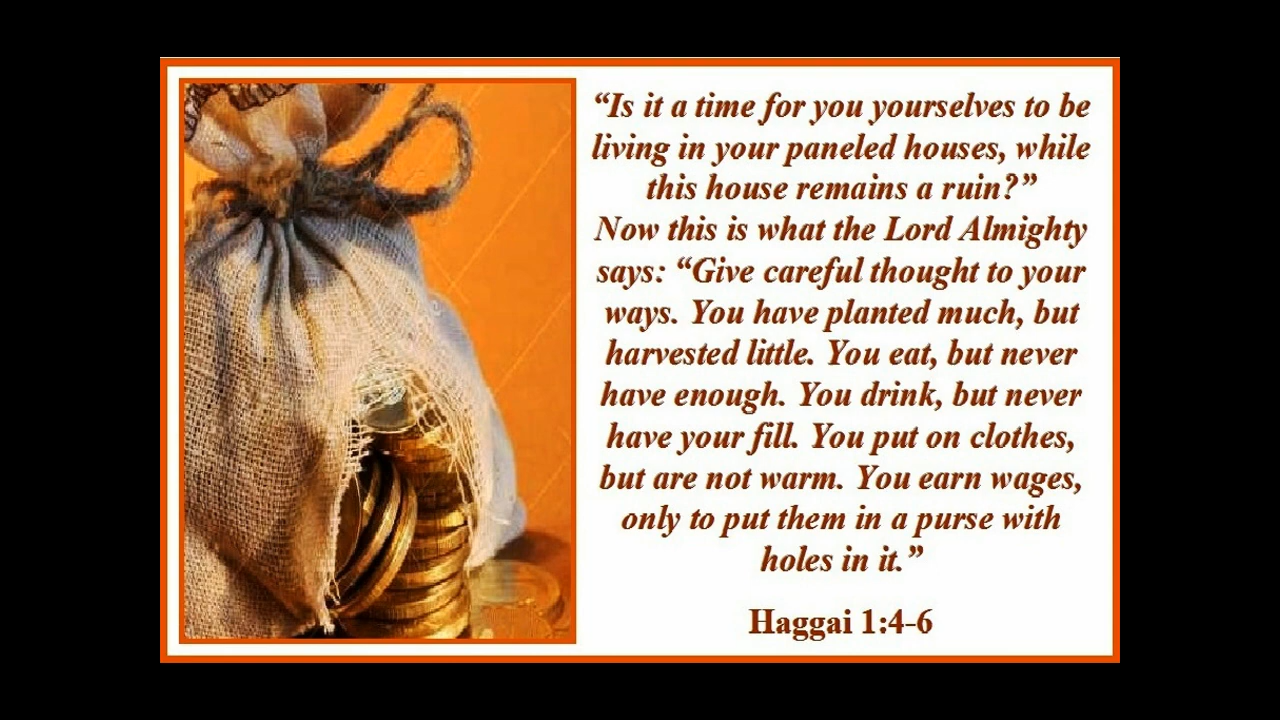 “Is it a time for you yourselves to be
living in your paneled houses, while
this house remains a ruin?”
Now this is what the Lord Almighty
says: “Give careful thought to your
ways. You have planted much, but
harvested little. You eat, but never
have enough. You drink, but never
have your fill. You put on clothes,
but are not warm. You earn wages,
only to put them in a purse with
holes in it.”
Haggai 1:4-6